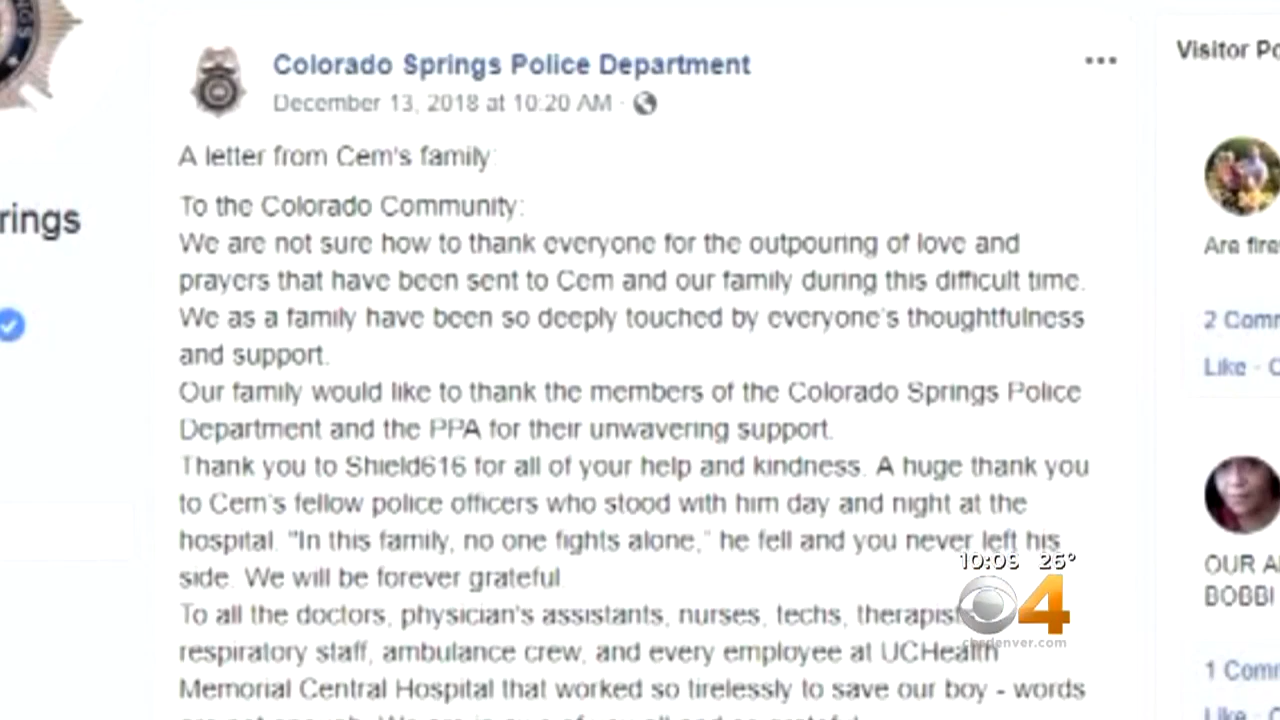 Colorado Springs Police Department
December 13, 2018 at 10:20 AM ·
A letter from Cem's family:
To the Colorado Community:
We are not sure how to thank everyone for the outpouring of love and
prayers that have been sent to Cem and our family during this difficult time.
We as a family have been so deeply touched by everyone's thoughtfulness
and support.
Our family would like to thank the members of the Colorado Springs Police
Department and the PPA for their unwavering support.
Thank you to Shield616 for all of your help and kindness. A huge thank you
to Cem's fellow police officers who stood with him day and night at the
hospital. "In this family, no one fights alone," he fell and you never left his
side. We will be forever grateful
To all the doctors, physician's assistants, nurses, techs,
respiratory staff, ambulance crew, and every employee at UCHealth
Memorial Central Hospital that worked so tirelessly to save our boy - words
rings
Visitor
Are
2
Like ·
OUR
BOBBI
1
Like
10:05 25°
4
cbsdenver.com